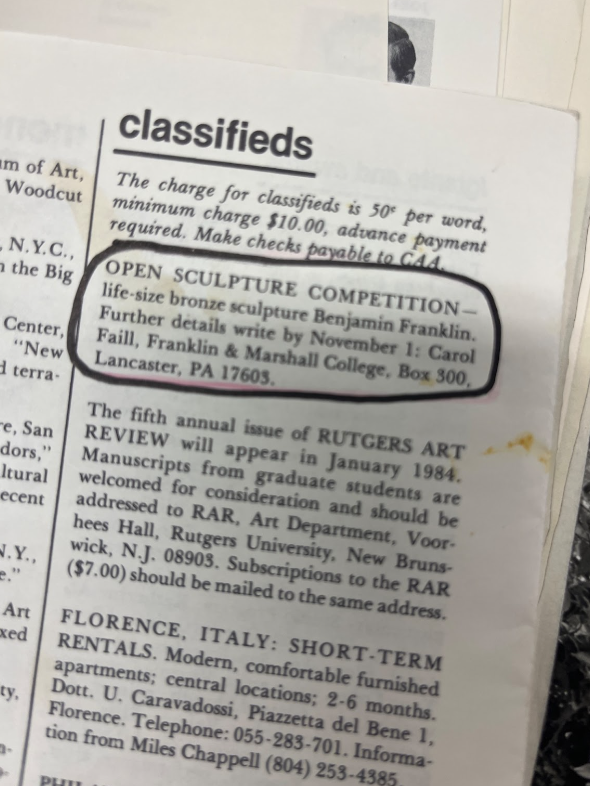 classifieds
The charge for classifieds is 50¢ per word,
minimum charge $10.00, advance payment
required. Make checks payable to CAA.
OPEN SCULPTURE COMPETITION—
life-size bronze sculpture Benjamin Franklin.
Further details write by November 1: Carol
Faill, Franklin & Marshall College, Box 300,
Lancaster, PA 17603.
The fifth annual issue of RUTGERS ART
REVIEW will appear in January 1984.
Manuscripts from graduate students are
welcomed for consideration and should be
addressed to RAR, Art Department, Voor-
hees Hall, Rutgers University, New Bruns-
wick, N.J. 08903. Subscriptions to the RAR
($7.00) should be mailed to the same address.
FLORENCE, ITALY: SHORT-TERM
RENTALS. Modern, comfortable furnished
apartments; central locations; 2-6 months.
Dott. U. Caravadossi, Piazzetta del Bene 1,
Florence. Telephone: 055-283-701. Informa-
tion from Miles Chappell (804) 253-4385.
of Art,
Woodcut
N.Y.C.,
the Big
Center,
"New
terra-
San
Art